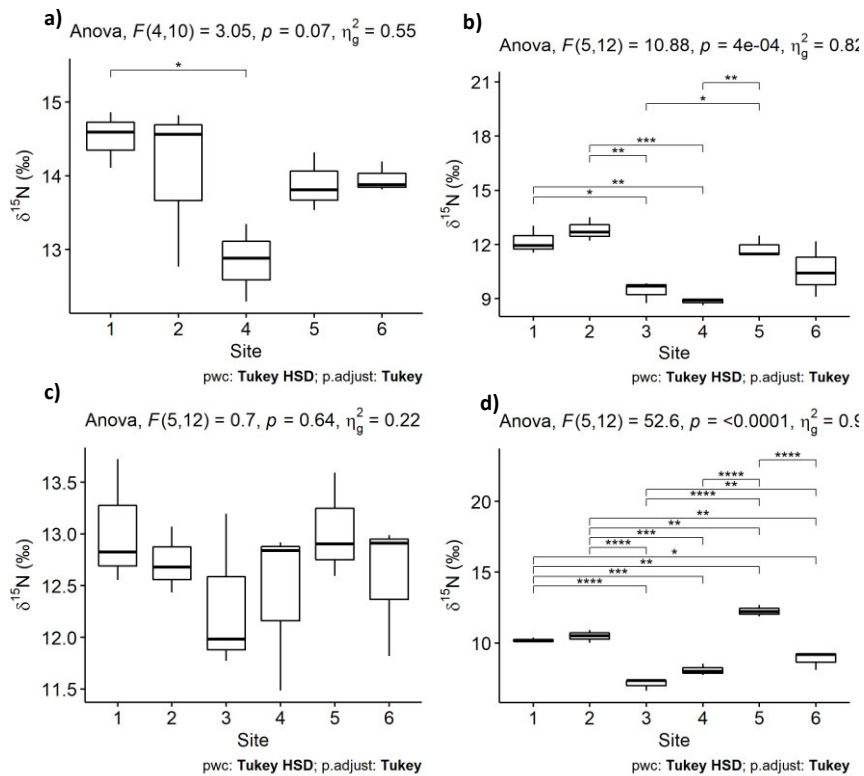 a)
Anova, F(4,10) = 3.05, p = 0.07, η²g = 0.55
*
15
14
13
δ¹⁵N (‰)
1 2 4 5 6
Site
pwc: Tukey HSD; p.adjust: Tukey
b)
Anova, F(5,12) = 10.88, p = 4e-04, η²g = 0.82
21
18
15
12
9
δ¹⁵N (‰)
**
*
***
**
**
*
1 2 3 4 5 6
Site
pwc: Tukey HSD; p.adjust: Tukey
c)
Anova, F(5,12) = 0.7, p = 0.64, η²g = 0.22
13.5
13.0
12.5
12.0
11.5
δ¹⁵N (‰)
1 2 3 4 5 6
Site
pwc: Tukey HSD; p.adjust: Tukey
d)
Anova, F(5,12) = 52.6, p = <0.0001, η²g = 0.9
20
10
δ¹⁵N (‰)
****
****
**
****
**
**
***
****
*
**
***
****
1 2 3 4 5 6
Site
pwc: Tukey HSD; p.adjust: Tukey